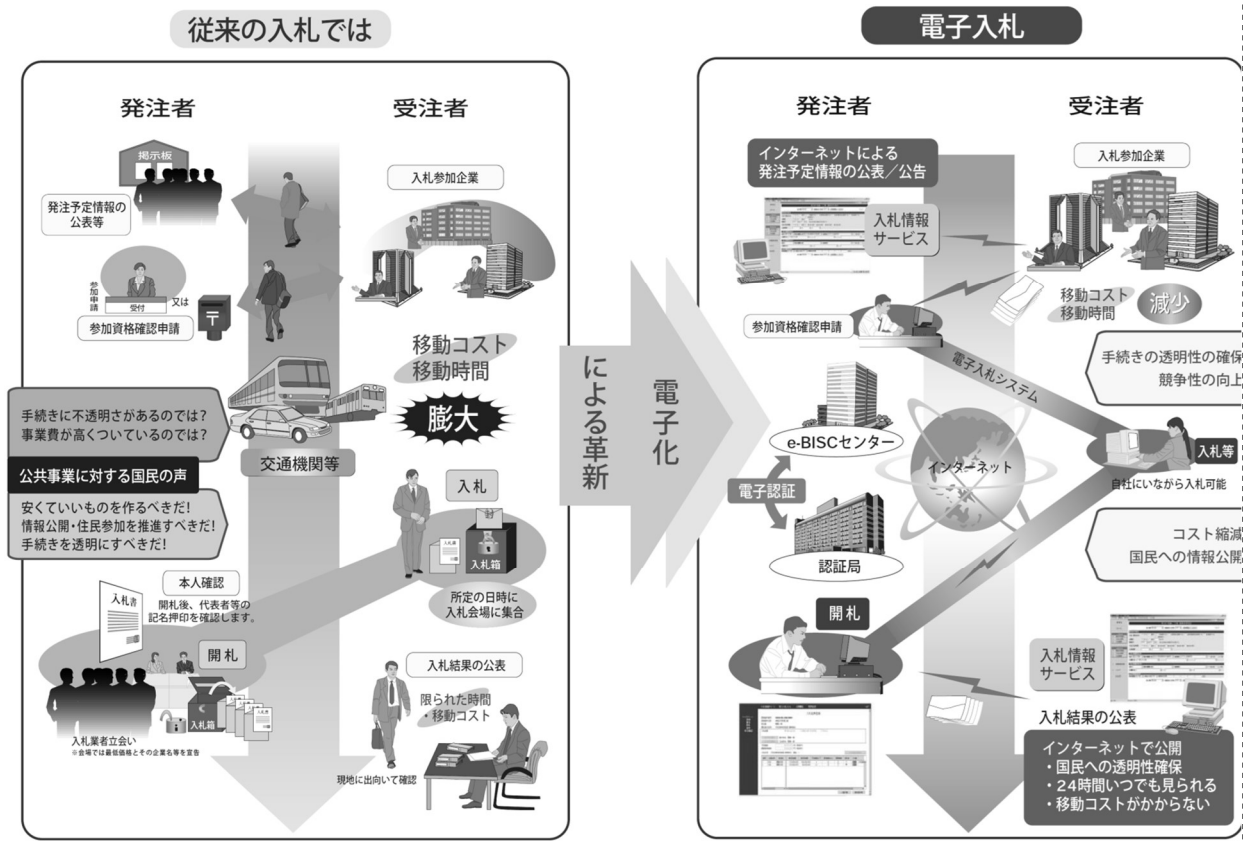 従来の入札では
発注者
受注者
掲示板
発注予定情報の
公表等
入札参加企業
参加申請
受付
又は
〒
参加資格確認申請
移動コスト
移動時間
膨大
手続きに不透明さがあるのでは?
事業費が高くついているのでは?
交通機関等
公共事業に対する国民の声
安くていいものを作るべきだ!
情報公開・住民参加を推進すべきだ!
手続きを透明にすべきだ!
入札
封
入札書
入札箱
所定の日時に
入札会場に集合
本人確認
開札後、代表者等の
記名押印を確認します。
入札書
開札
入札箱
入札業者立会い
※会場では最低価格とその企業名等を宣告
入札結果の公表
限られた時間
・移動コスト
現地に出向いて確認
電子化
による革新
電子入札
発注者
受注者
インターネットによる
発注予定情報の公表/公告
入札情報
サービス
入札参加企業
移動コスト
移動時間
減少
参加資格確認申請
電子入札システム
手続きの透明性の確保
競争性の向上
e-BISCセンター
インターネット
入札等
自社にいながら入札可能
電子認証
認証局
コスト縮減
国民への情報公開
開札
入札情報
サービス
入札結果の公表
インターネットで公開
・国民への透明性確保
・24時間いつでも見られる
・移動コストがかからない